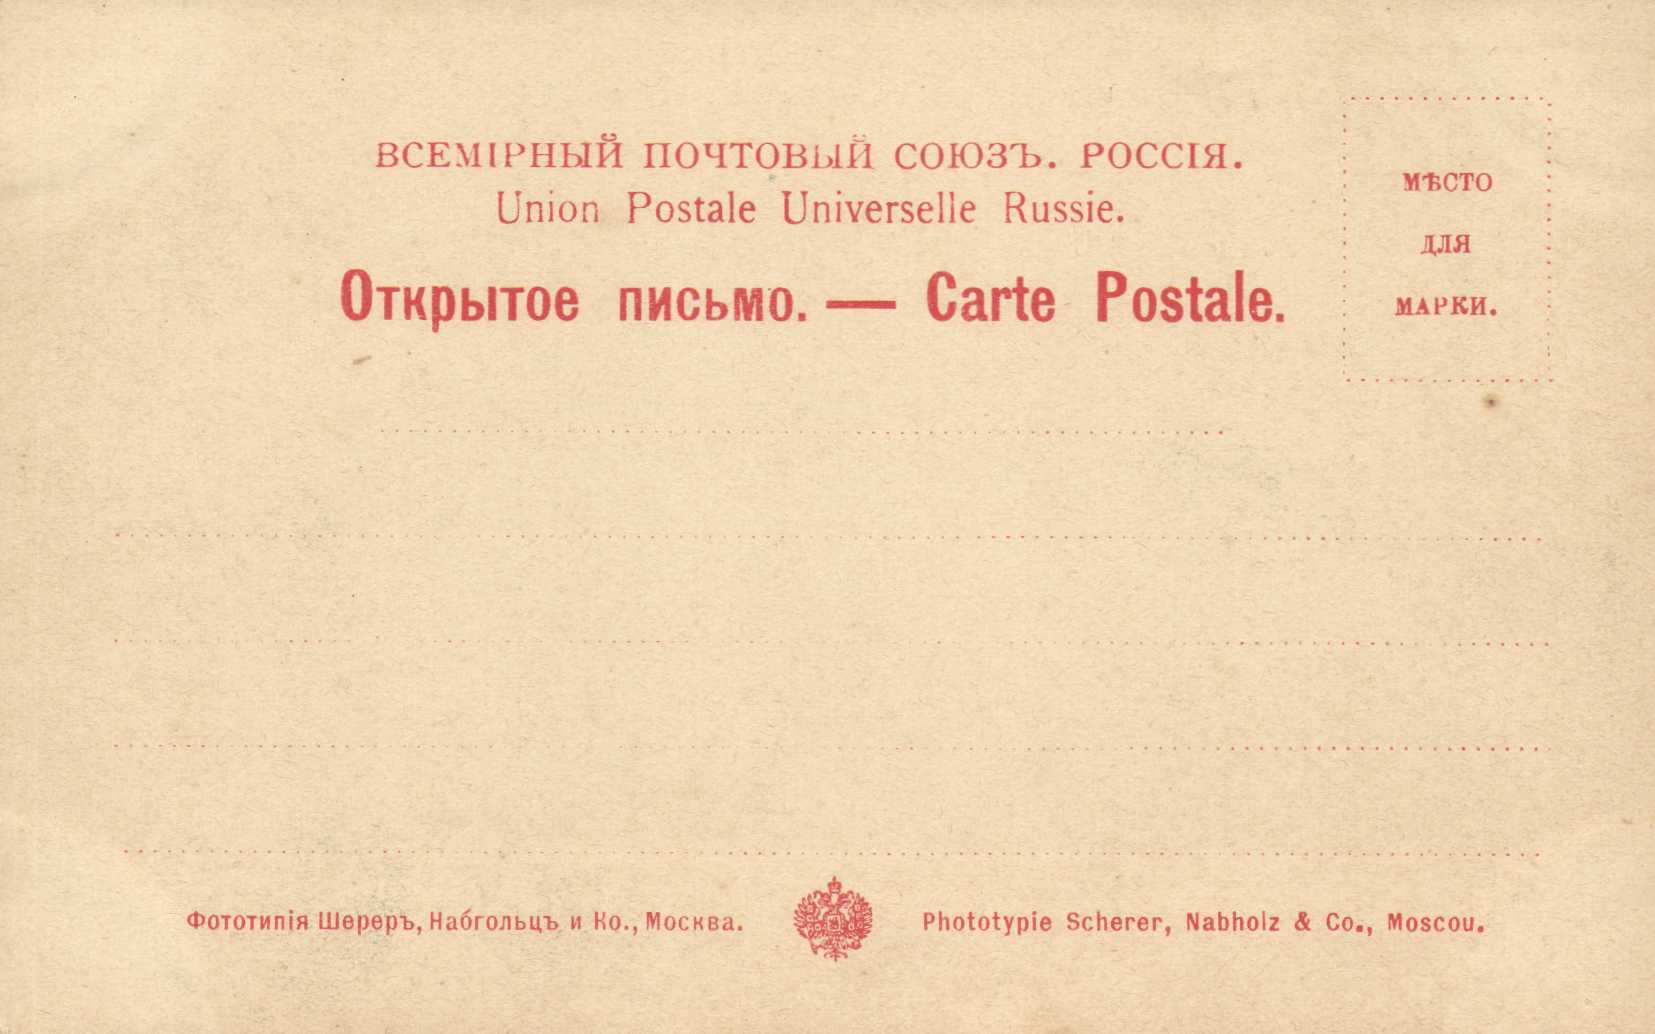 ВСЕМІРНЫЙ ПОЧТОВЫЙ СОЮЗЪ. РОССІЯ.
Union Postale Universelle Russie.
Открытое письмо. — Carte Postale.
МѢСТО
ДЛЯ
МАРКИ.
Фототипія Шереръ, Набгольцъ и Ко., Москва.
Phototypie Scherer, Nabholz & Co., Moscou.